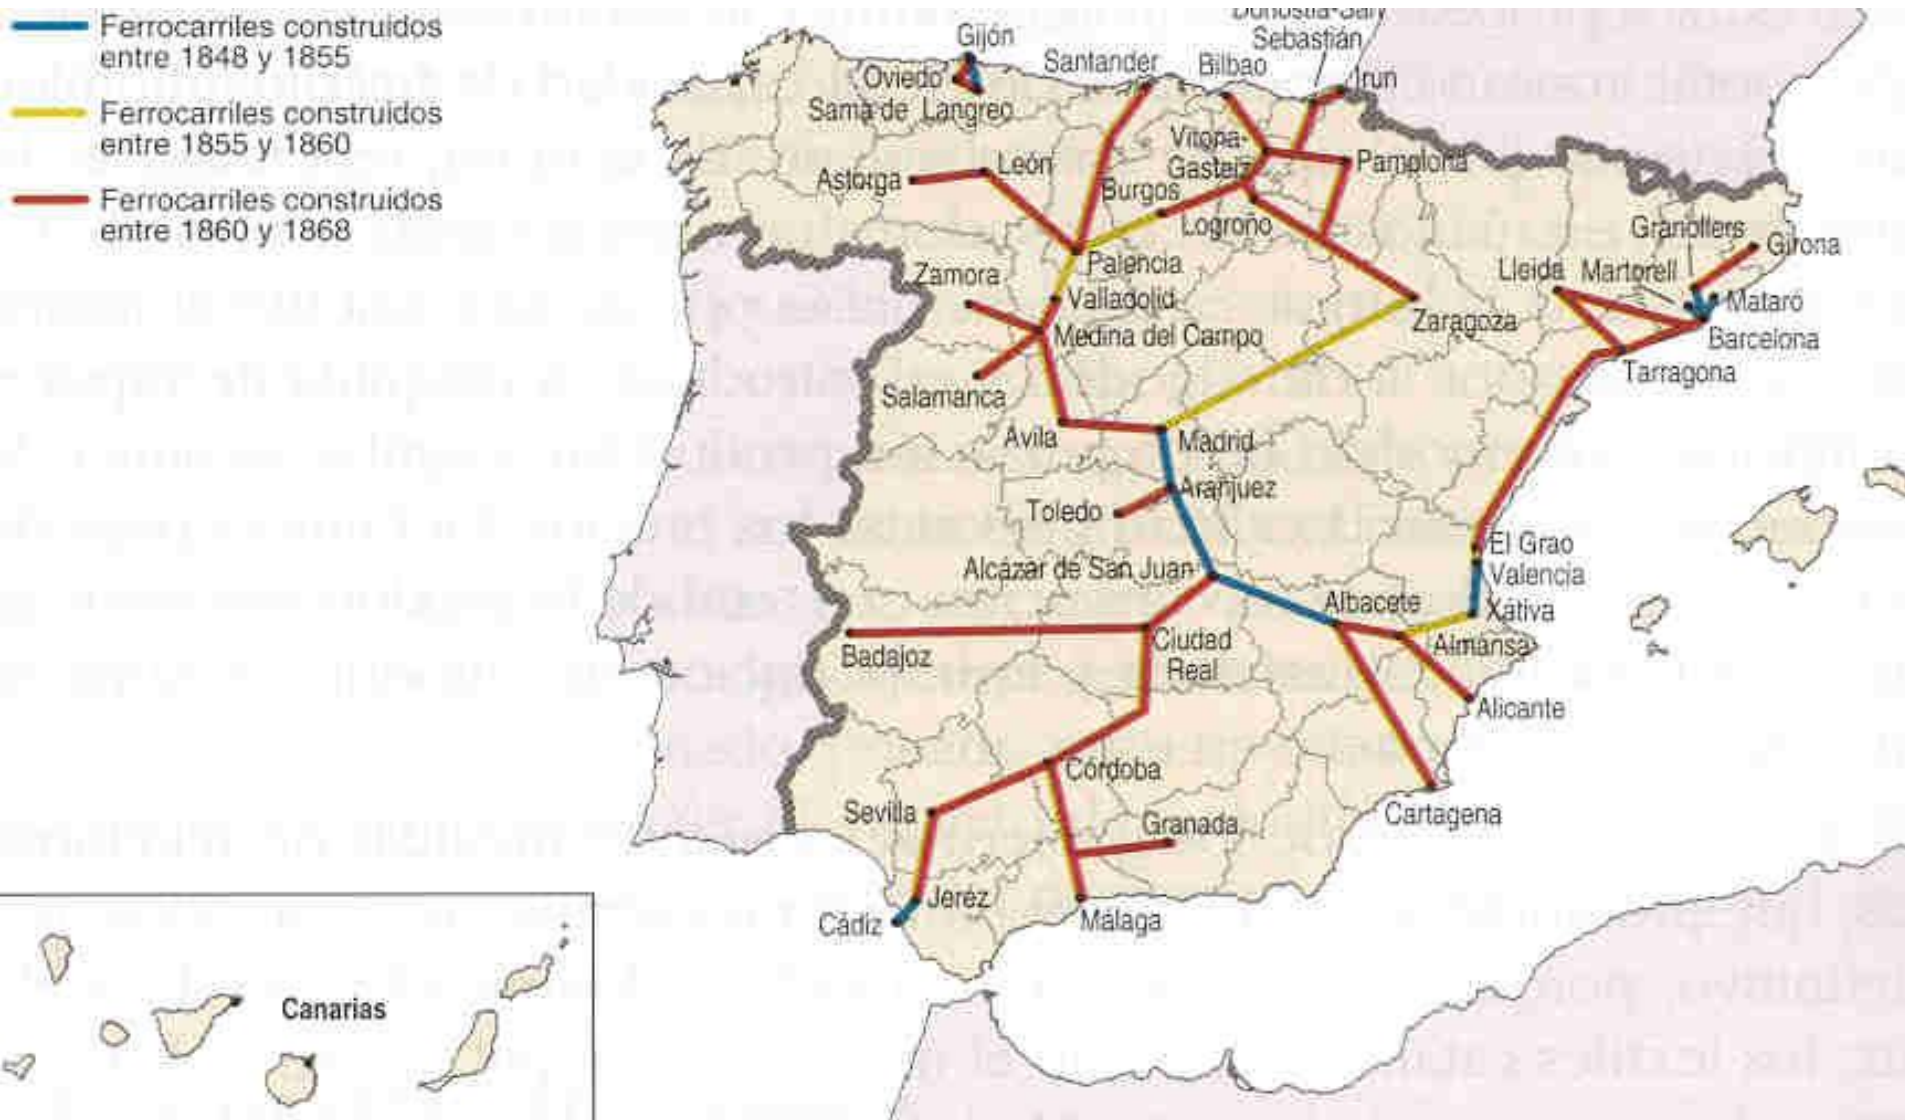 Ferrocarriles construidos
entre 1848 y 1855
Ferrocarriles construidos
entre 1855 y 1860
Ferrocarriles construidos
entre 1860 y 1868
Gijón
Oviedo
Sama de Langreo
Santander
Bilbao
Sebastián
Irun
Vitoria-
Gasteiz
Pamplona
Astorga
León
Burgos
Logroño
Granollers
Girona
Palencia
Zamora
Lleida
Martorell
Valladolid
Mataró
Zaragoza
Medina del Campo
Barcelona
Tarragona
Salamanca
Avila
Madrid
Aranjuez
Toledo
El Grao
Valencia
Alcázar de San Juan
Albacete
Xátiva
Badajoz
Ciudad
Real
Almansa
Alicante
Córdoba
Sevilla
Granada
Cartagena
Jerez
Cádiz
Málaga
Canarias